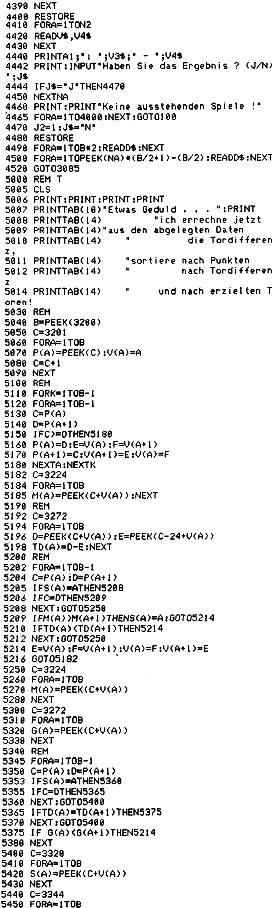 4390 NEXT
4400 RESTORE
4410 FORA=1TON2
4420 READV$,V4$
4430 NEXT
4440 PRINTA1;": ";V3$;" - ";V4$
4442 PRINT:INPUT"Haben Sie das Ergebnis ? (J/N)
";J$
4444 IFJ$="J"THEN4470
4450 NEXTNA
4460 PRINT:PRINT"Keine ausstehenden Spiele !"
4465 FORA=1TO4000:NEXT:GOTO100
4470 J2=1:J$="N"
4480 RESTORE
4490 FORA=1TOB*2:READD$:NEXT
4500 FORA=1TOPEEK(NA)*(B/2+1)-(B/2):READD$:NEXT
4520 GOTO3085
5000 REM T
5005 CLS
5006 PRINT:PRINT:PRINT:PRINT
5007 PRINTTAB(10)"Etwas Geduld . . . ":PRINT
5008 PRINTTAB(14) "ich errechne jetzt
5009 PRINTTAB(14)"aus den abgelegten Daten
5010 PRINTTAB(14) " die Tordifferen
z,
5011 PRINTTAB(14) "sortiere nach Punkten
5012 PRINTTAB(14) " nach Tordifferen
z
5014 PRINTTAB(14) " und nach erzielten T
oren!
5030 REM
5040 B=PEEK(3200)
5050 C=3201
5060 FORA=1TOB
5070 P(A)=PEEK(C):V(A)=A
5080 C=C+1
5090 NEXT
5100 REM
5110 FORK=1TOB-1
5120 FORA=1TOB-1
5130 C=P(A)
5140 D=P(A+1)
5150 IFC>=DTHEN5180
5160 P(A)=D:E=V(A):F=V(A+1)
5170 P(A+1)=C:V(A+1)=E:V(A)=F
5180 NEXTA:NEXTK
5182 C=3224
5184 FORA=1TOB
5185 M(A)=PEEK(C+V(A)):NEXT
5190 REM
5192 C=3272
5194 FORA=1TOB
5196 D=PEEK(C+V(A)):E=PEEK(C-24+V(A))
5198 TD(A)=D-E:NEXT
5200 REM
5202 FORA=1TOB-1
5204 C=P(A):D=P(A+1)
5205 IFS(A)=ATHEN5208
5206 IFC=DTHEN5209
5208 NEXT:GOTO5250
5209 IFM(A)>M(A+1)THENS(A)=A:GOTO5214
5210 IFTD(A)<TD(A+1)THEN5214
5212 NEXT:GOTO5250
5214 E=V(A):F=V(A+1):V(A)=F:V(A+1)=E
5216 GOTO5182
5250 C=3224
5260 FORA=1TOB
5270 M(A)=PEEK(C+V(A))
5280 NEXT
5300 C=3272
5310 FORA=1TOB
5320 G(A)=PEEK(C+V(A))
5330 NEXT
5340 REM
5345 FORA=1TOB-1
5350 C=P(A):D=P(A+1)
5353 IFS(A)=ATHEN5360
5355 IFC=DTHEN5365
5360 NEXT:GOTO5400
5365 IFTD(A)=TD(A+1)THEN5375
5370 NEXT:GOTO5400
5375 IF G(A)<G(A+1)THEN5214
5380 NEXT
5400 C=3320
5410 FORA=1TOB
5420 S(A)=PEEK(C+V(A))
5430 NEXT
5440 C=3344
5450 FORA=1TOB